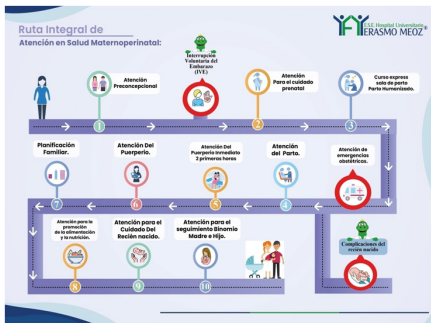 Ruta Integral de
Atención en Salud Maternoperinatal:
E.S.E. Hospital Universitario
ERASMO MEOZ
Atención
Preconcepcional
Interrupción
Voluntaria del
Embarazo
(IVE)
Atención
Para el cuidado
prenatal
Curso express
sala de parto
Parto Humanizado.
1
2
3
Planificación
Familiar.
Atención Del
Puerperio.
Atención Del
Puerperio inmediato
2 primeras horas
Atención
del Parto.
Atención de
emergencias
obstétricas.
7
6
5
4
Atención para la
promoción
de la alimentación
y la nutrición.
Atención para el
Cuidado Del
Recién nacido.
Atención para el
seguimiento Binomio
Madre e Hijo.
Complicaciones del
recién nacido
8
9
10